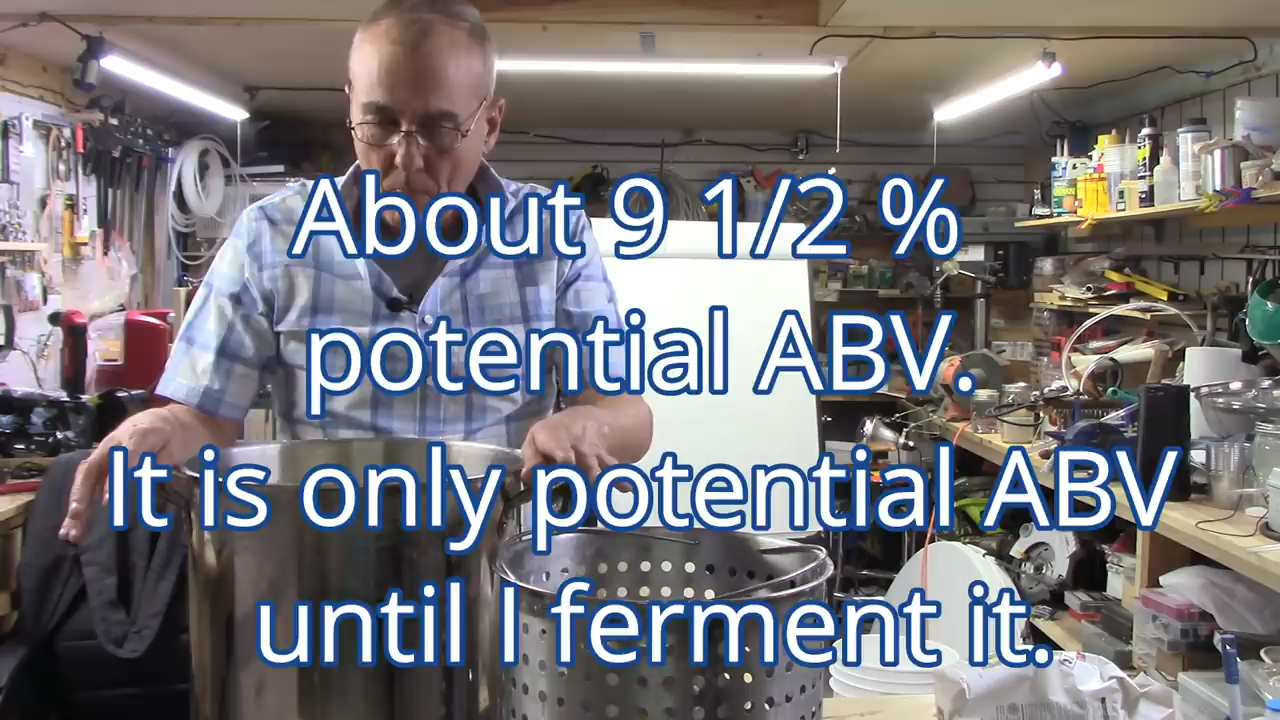 About 9 1/2 %
potential ABV.
It is only potential ABV
until I ferment it.